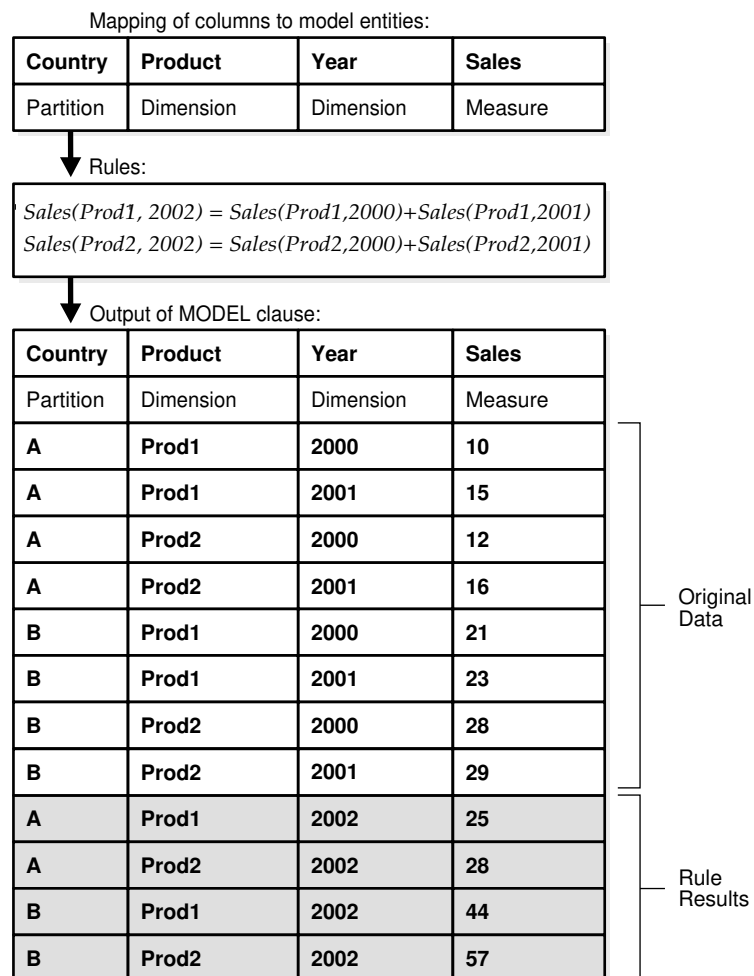 Mapping of columns to model entities:
Country Product Year Sales
Partition Dimension Dimension Measure
Rules:
Sales(Prod1, 2002) = Sales(Prod1,2000)+Sales(Prod1,2001)
Sales(Prod2, 2002) = Sales(Prod2,2000)+Sales(Prod2,2001)
Output of MODEL clause:
Country Product Year Sales
Partition Dimension Dimension Measure
A Prod1 2000 10
A Prod1 2001 15
A Prod2 2000 12
A Prod2 2001 16
B Prod1 2000 21
B Prod1 2001 23
B Prod2 2000 28
B Prod2 2001 29
Original
Data
A Prod1 2002 25
A Prod2 2002 28
B Prod1 2002 44
B Prod2 2002 57
Rule
Results